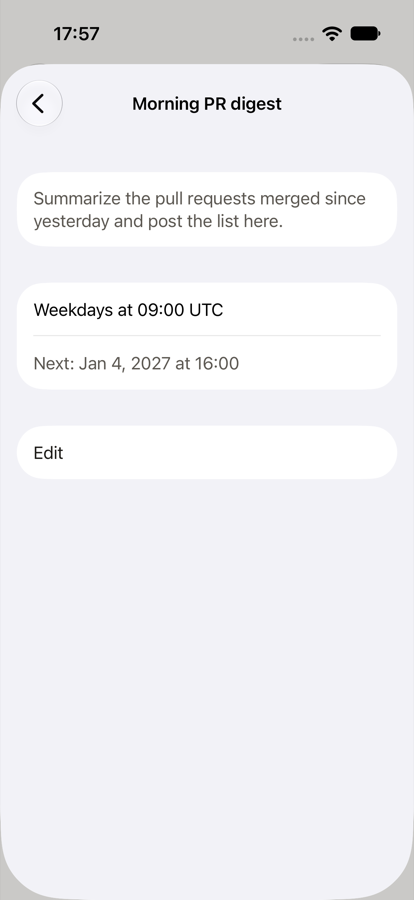 17:57
Morning PR digest
Summarize the pull requests merged since
yesterday and post the list here.
Weekdays at 09:00 UTC
Next: Jan 4, 2027 at 16:00
Edit